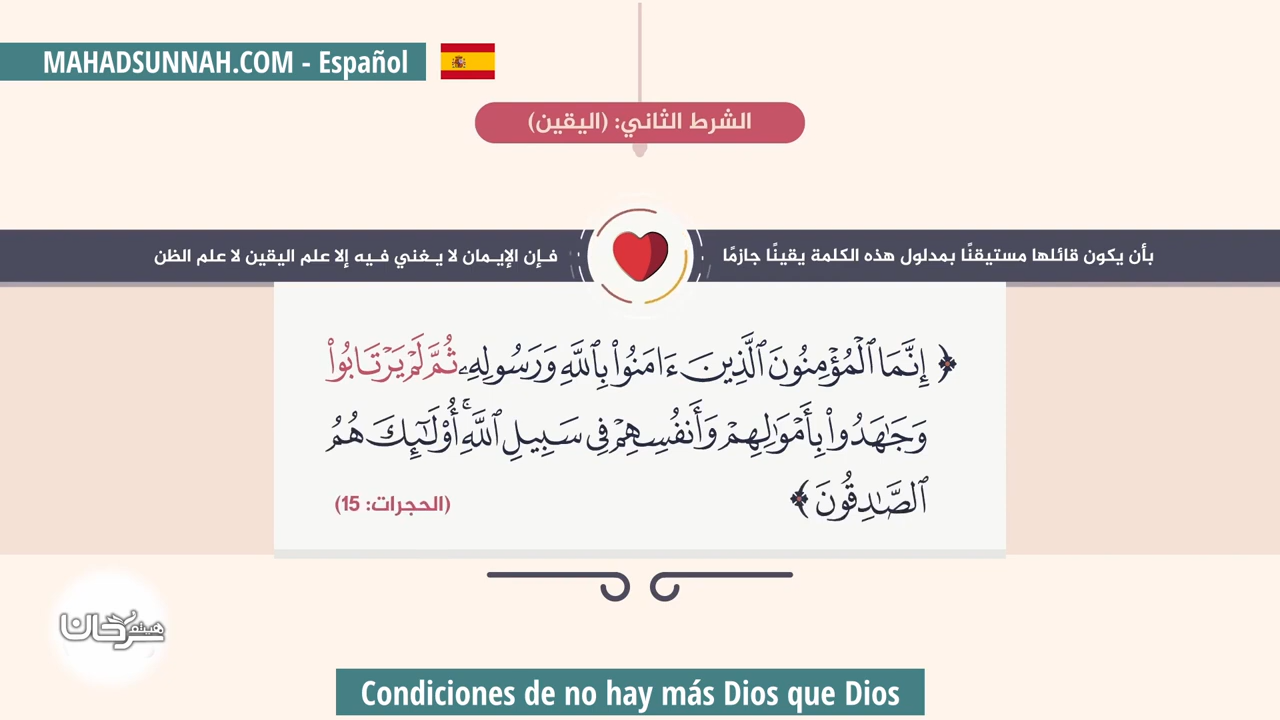 MAHADSUNNAH.COM - Español
الشرط الثاني: (اليقين)
بأن يكون قائلها مستيقنًا بمدلول هذه الكلمة يقينًا جازمًا
فإن الإيمان لا يغني فيه إلا علم اليقين لا علم الظن
﴿ إِنَّمَا ٱلْمُؤْمِنُونَ ٱلَّذِينَ ءَامَنُوا۟ بِٱللَّهِ وَرَسُولِهِۦ ثُمَّ لَمْ يَرْتَابُوا۟
وَجَـٰهَدُوا۟ بِأَمْوَٰلِهِمْ وَأَنفُسِهِمْ فِى سَبِيلِ ٱللَّهِ ۚ أُو۟لَـٰٓئِكَ هُمُ
ٱلصَّـٰدِقُونَ ﴾
(الحجرات: 15)
هيثم سرحان
Condiciones de no hay más Dios que Dios